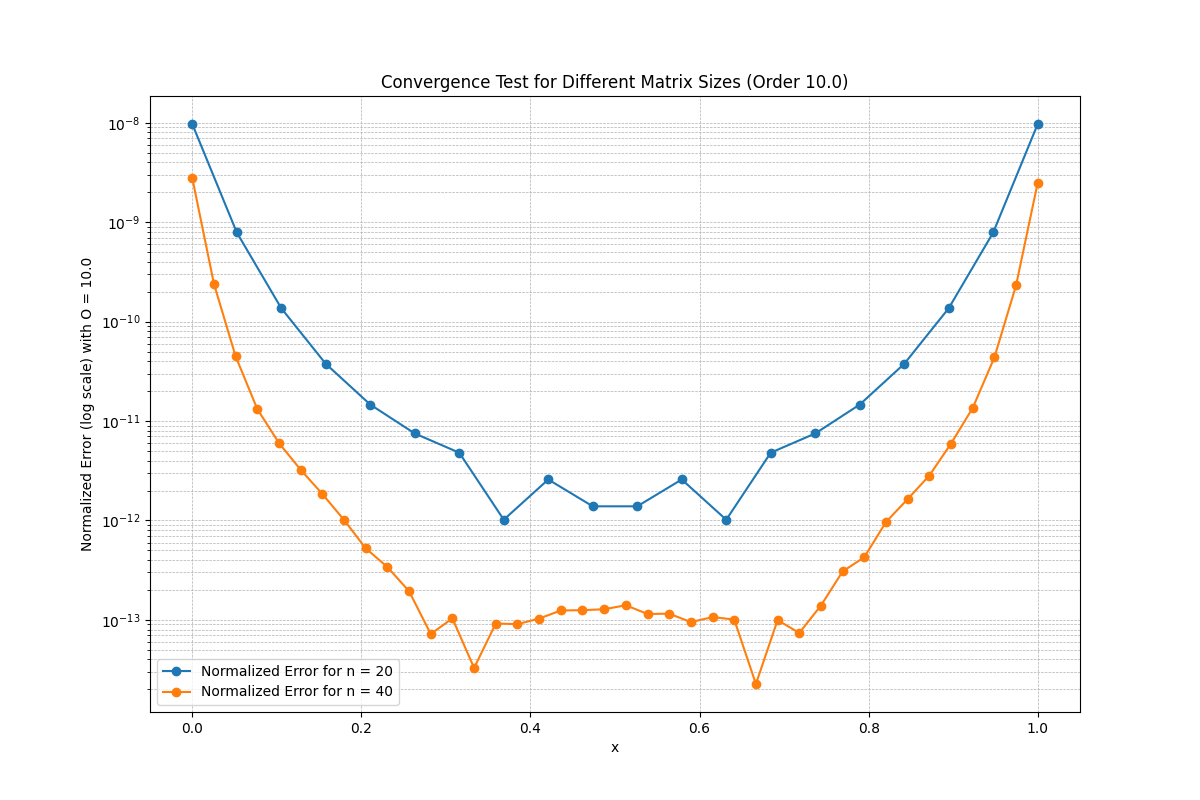 Convergence Test for Different Matrix Sizes (Order 10.0)
Normalized Error (log scale) with O = 10.0
10⁻⁸
10⁻⁹
10⁻¹⁰
10⁻¹¹
10⁻¹²
10⁻¹³
Normalized Error for n = 20
Normalized Error for n = 40
0.0 0.2 0.4 0.6 0.8 1.0
x